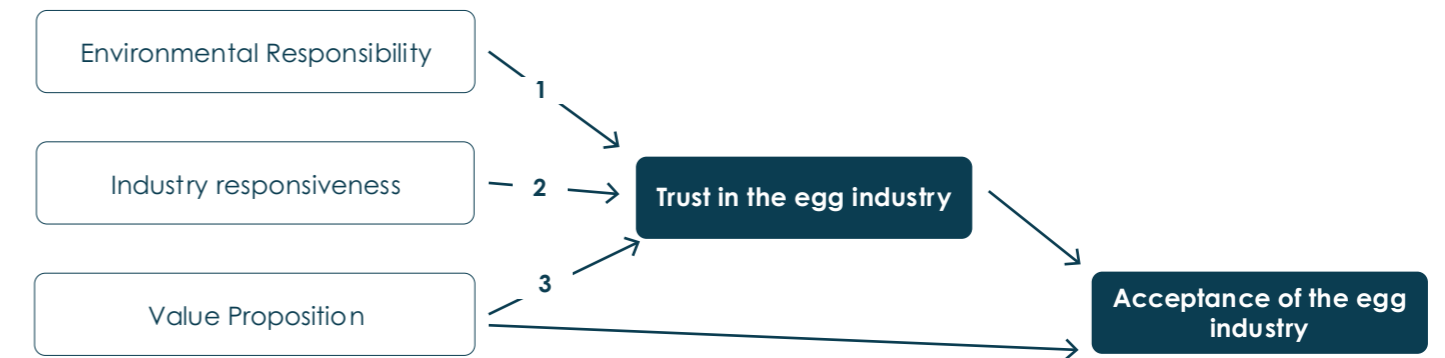 Environmental Responsibility
1
Industry responsiveness
2
Trust in the egg industry
3
Value Proposition
Acceptance of the egg
industry